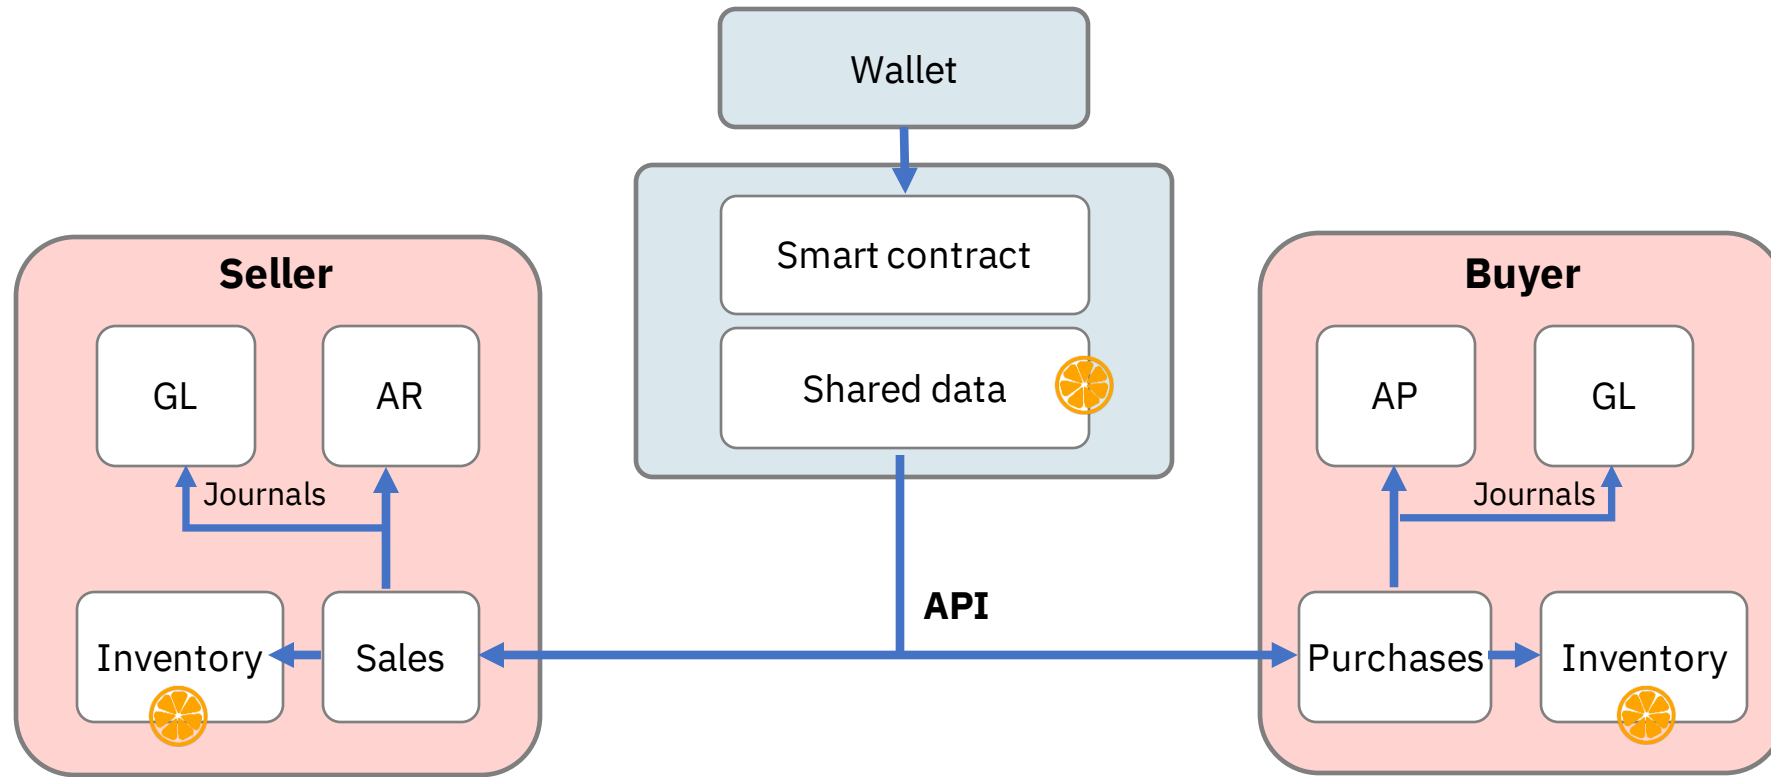 Wallet
Smart contract
Shared data
API
Seller
GL
AR
Journals
Inventory
Sales
Buyer
AP
GL
Journals
Purchases
Inventory